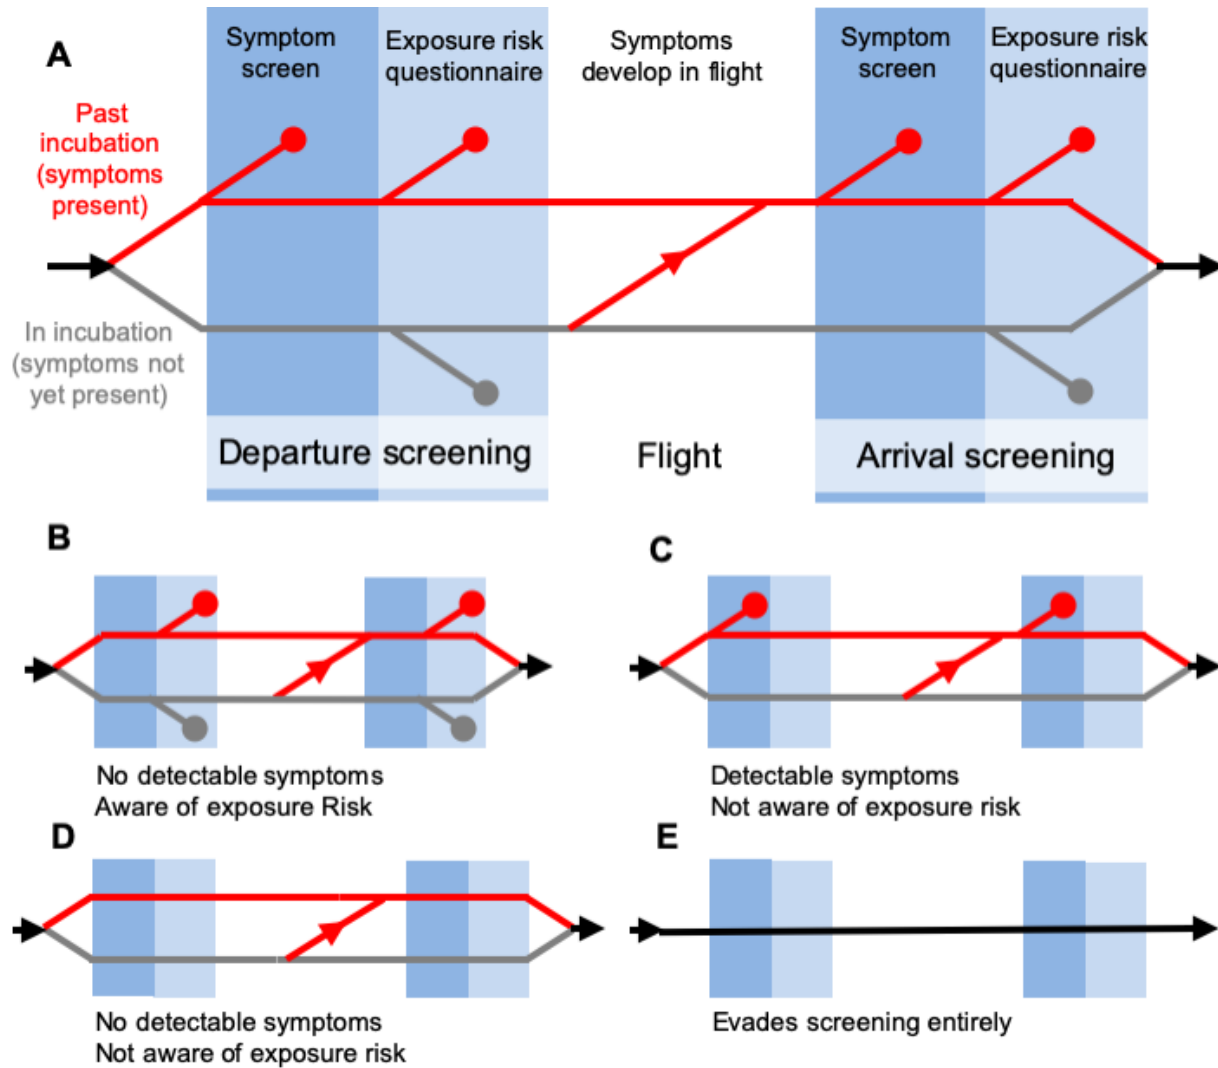 A
Symptom
screen
Exposure risk
questionnaire
Symptoms
develop in flight
Symptom
screen
Exposure risk
questionnaire
Past
incubation
(symptoms
present)
In incubation
(symptoms not
yet present)
Departure screening
Flight
Arrival screening
B
No detectable symptoms
Aware of exposure Risk
C
Detectable symptoms
Not aware of exposure risk
D
No detectable symptoms
Not aware of exposure risk
E
Evades screening entirely